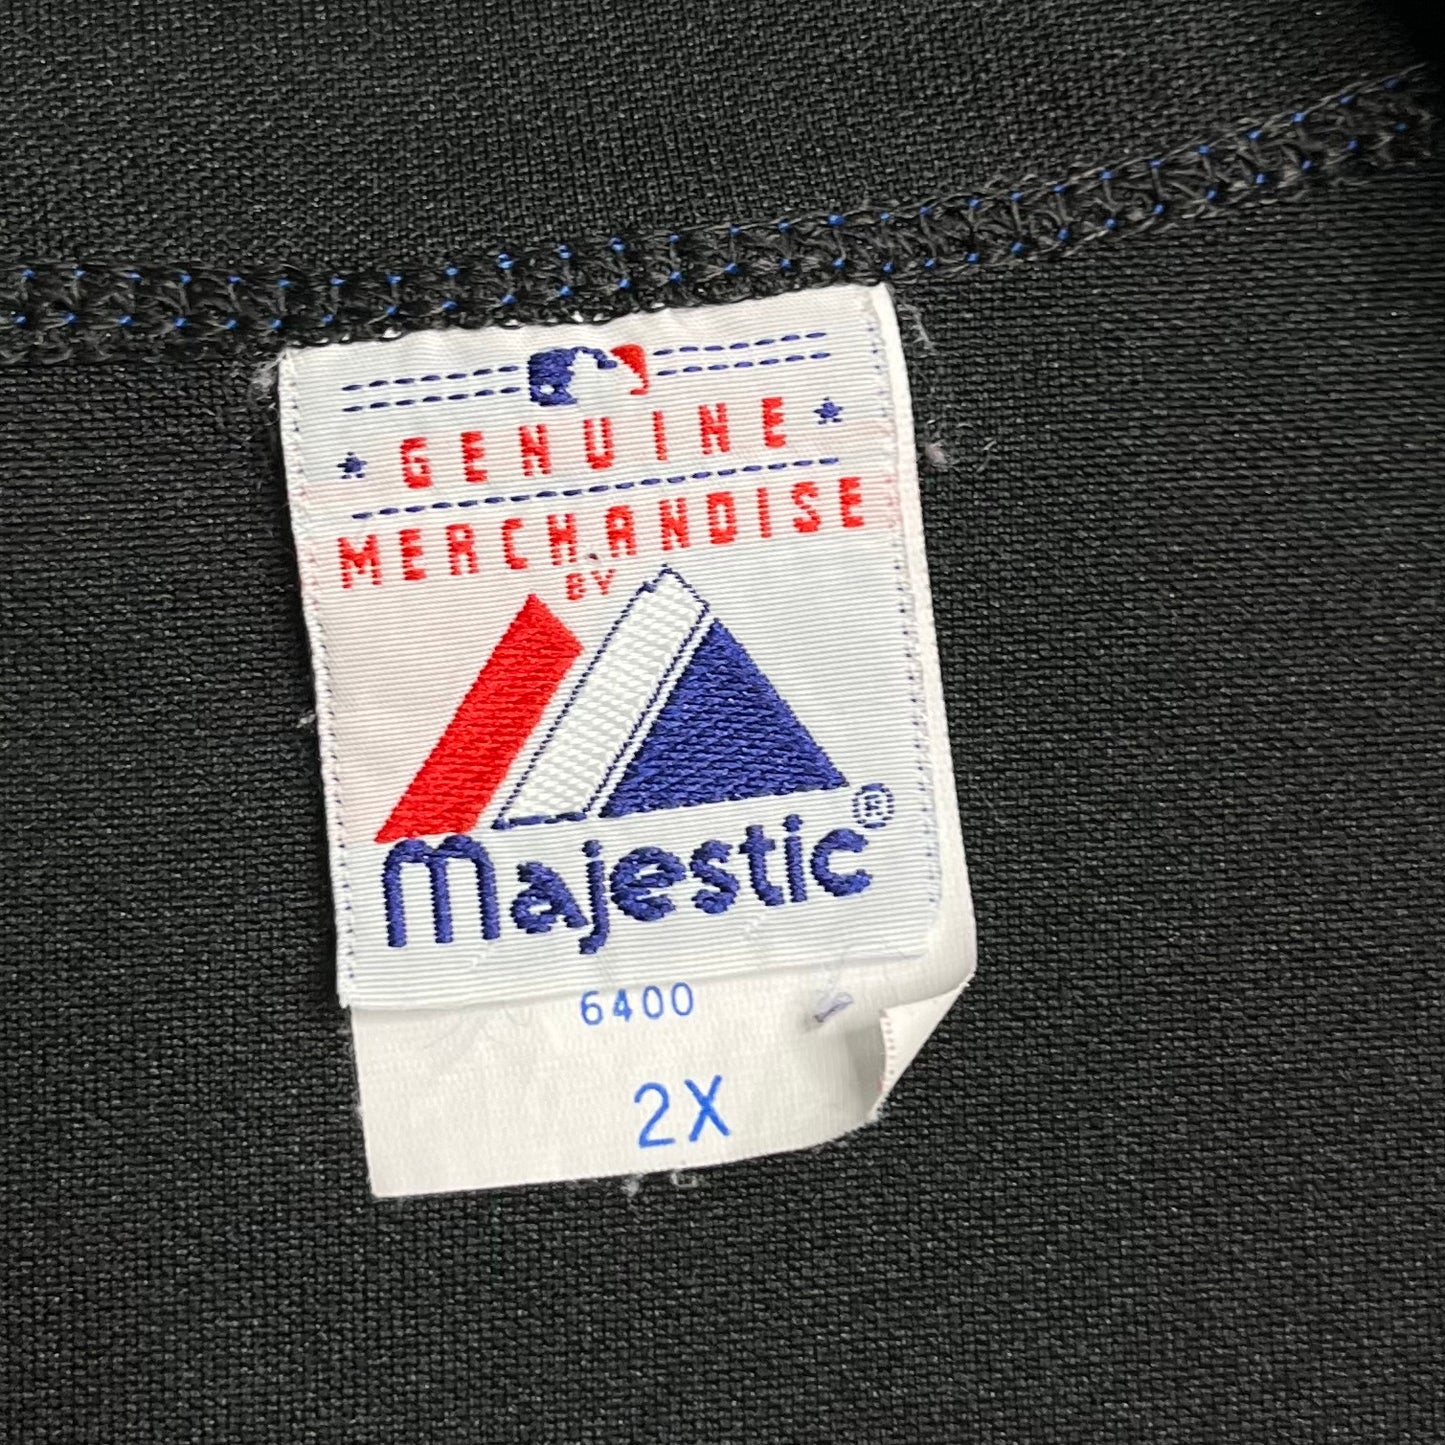 GENUINE
MERCHANDISE
BY
Majestic®
6400
2X